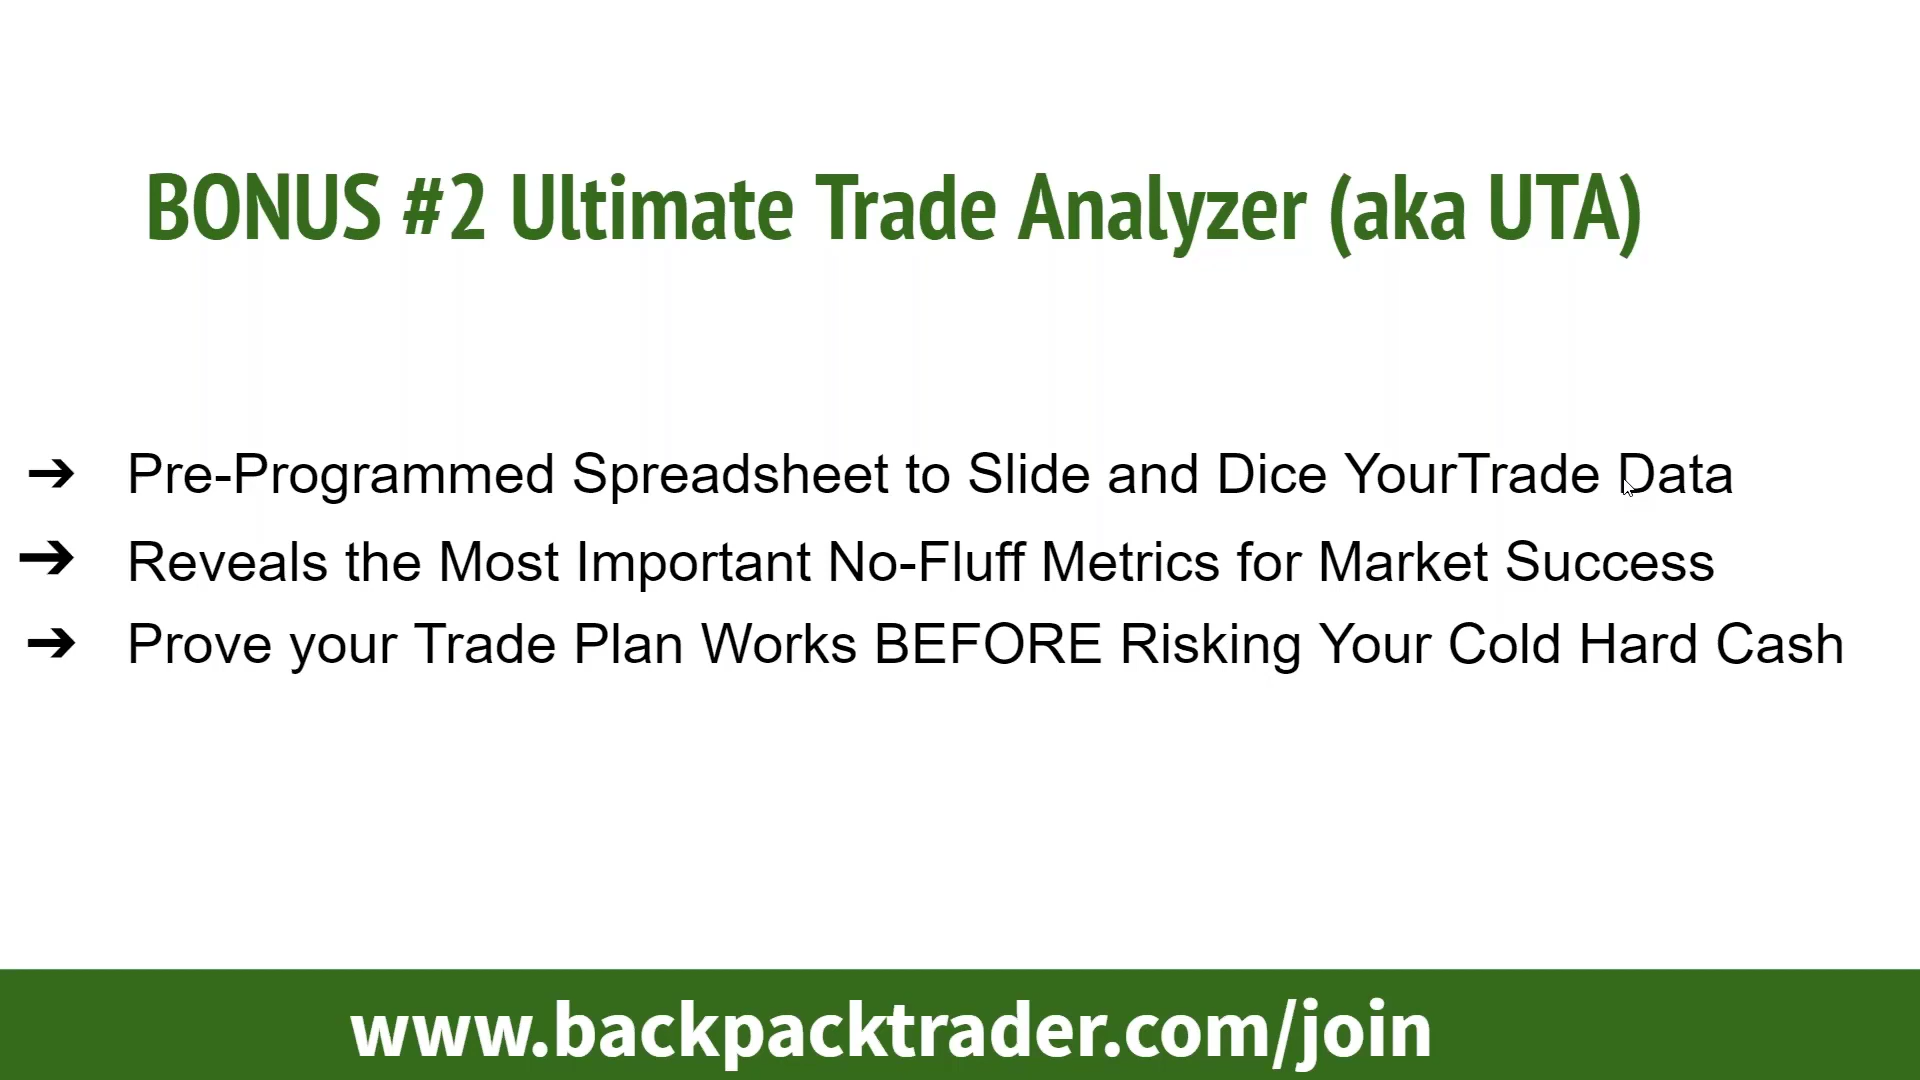 BONUS #2 Ultimate Trade Analyzer (aka UTA)
➔ Pre-Programmed Spreadsheet to Slide and Dice YourTrade Data
➔ Reveals the Most Important No-Fluff Metrics for Market Success
➔ Prove your Trade Plan Works BEFORE Risking Your Cold Hard Cash
www.backpacktrader.com/join